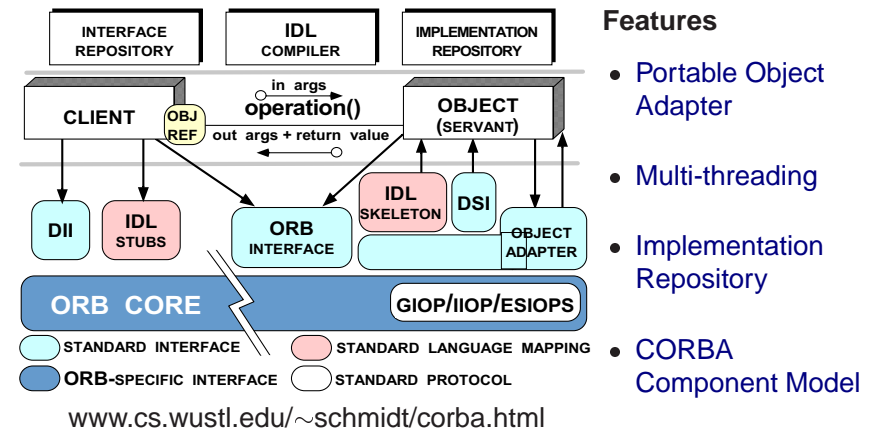 INTERFACE
REPOSITORY
IDL
COMPILER
IMPLEMENTATION
REPOSITORY
CLIENT
OBJ
REF
in args
operation()
out args + return value
OBJECT
(SERVANT)
DII
IDL
STUBS
ORB
INTERFACE
IDL
SKELETON
DSI
OBJECT
ADAPTER
ORB CORE
GIOP/IIOP/ESIOPS
STANDARD INTERFACE
STANDARD LANGUAGE MAPPING
ORB-SPECIFIC INTERFACE
STANDARD PROTOCOL
www.cs.wustl.edu/∼schmidt/corba.html
Features
• Portable Object
Adapter
• Multi-threading
• Implementation
Repository
• CORBA
Component Model